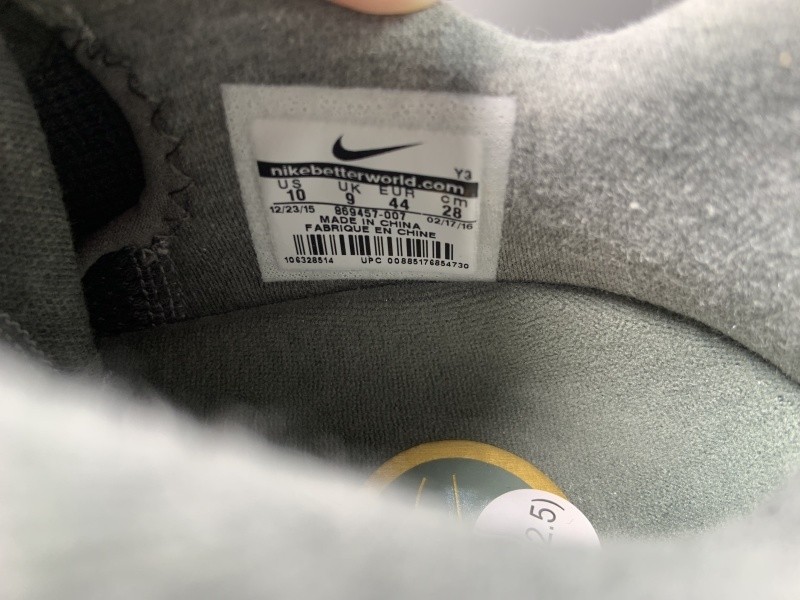 Y3
nikebetterworld.com
US UK EUR cm
10 9 44 28
12/23/15 869457-007 02/17/16
MADE IN CHINA
FABRIQUE EN CHINE
106328514 UPC 00885176854730
2.5)